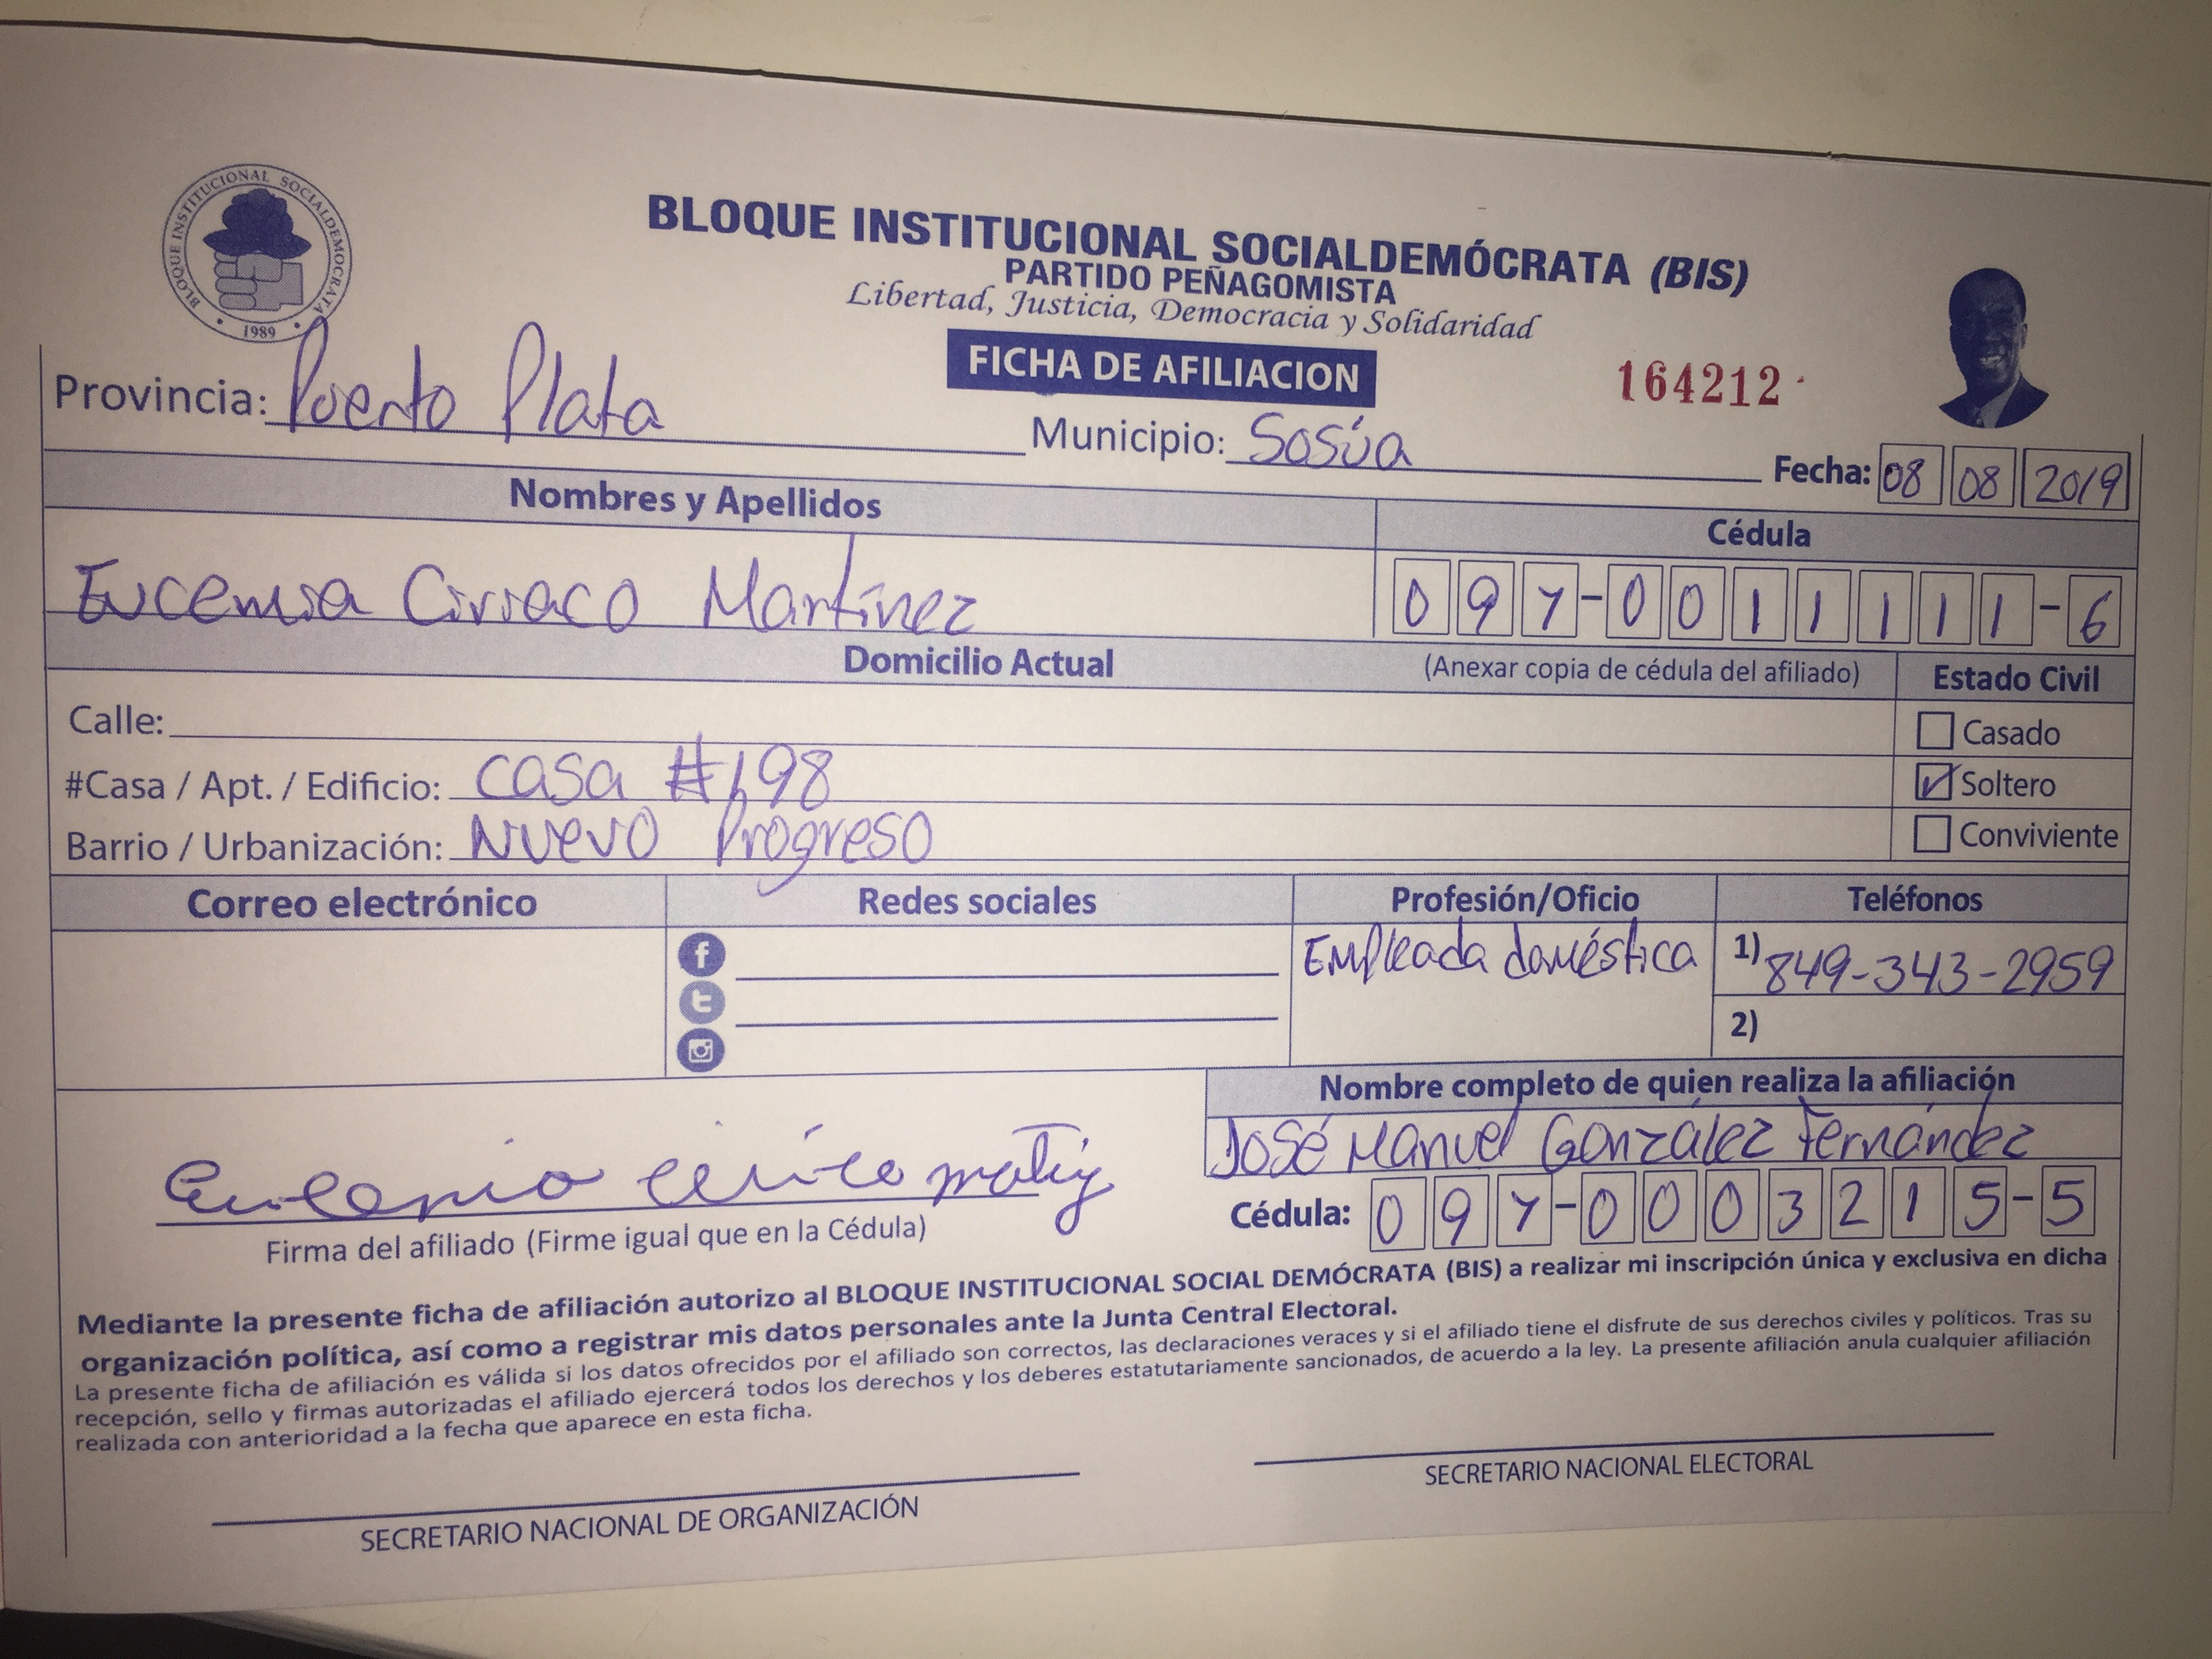 BLOQUE INSTITUCIONAL SOCIALDEMOCRATA
1989
BLOQUE INSTITUCIONAL SOCIALDEMÓCRATA (BIS)
PARTIDO PEÑAGOMISTA
Libertad, Justicia, Democracia y Solidaridad
FICHA DE AFILIACION
164212
Provincia: Puerto Plata
Municipio: Sosúa
Fecha: 08 08 2019
Nombres y Apellidos
Cédula
Eucemia Ciriaco Martínez
097-0011111-6
Domicilio Actual
(Anexar copia de cédula del afiliado)
Estado Civil
Calle:
Casado
#Casa / Apt. / Edificio: casa #198
Soltero
Barrio / Urbanización: Nuevo Progreso
Conviviente
Correo electrónico
Redes sociales
Profesión/Oficio
Teléfonos
Empleada doméstica
1) 849-343-2959
2)
Nombre completo de quien realiza la afiliación
José Manuel González Fernández
Cédula: 097-0003215-5
Firma del afiliado (Firme igual que en la Cédula)
Mediante la presente ficha de afiliación autorizo al BLOQUE INSTITUCIONAL SOCIAL DEMÓCRATA (BIS) a realizar mi inscripción única y exclusiva en dicha
organización política, así como a registrar mis datos personales ante la Junta Central Electoral.
La presente ficha de afiliación es válida si los datos ofrecidos por el afiliado son correctos, las declaraciones veraces y si el afiliado tiene el disfrute de sus derechos civiles y políticos. Tras su
recepción, sello y firmas autorizadas el afiliado ejercerá todos los derechos y los deberes estatutariamente sancionados, de acuerdo a la ley. La presente afiliación anula cualquier afiliación
realizada con anterioridad a la fecha que aparece en esta ficha.
SECRETARIO NACIONAL DE ORGANIZACIÓN
SECRETARIO NACIONAL ELECTORAL